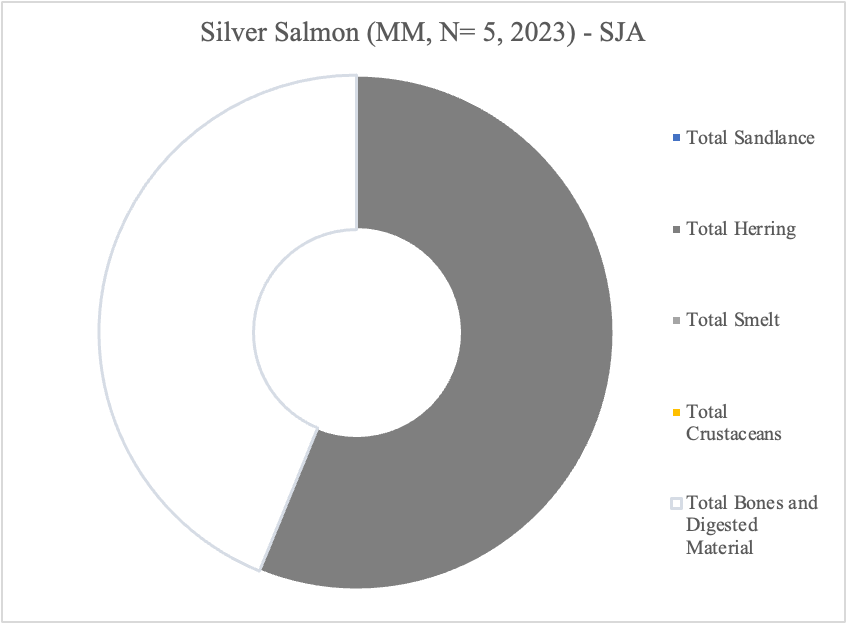 Silver Salmon (MM, N= 5, 2023) - SJA
Total Sandlance
Total Herring
Total Smelt
Total
Crustaceans
Total Bones and
Digested
Material